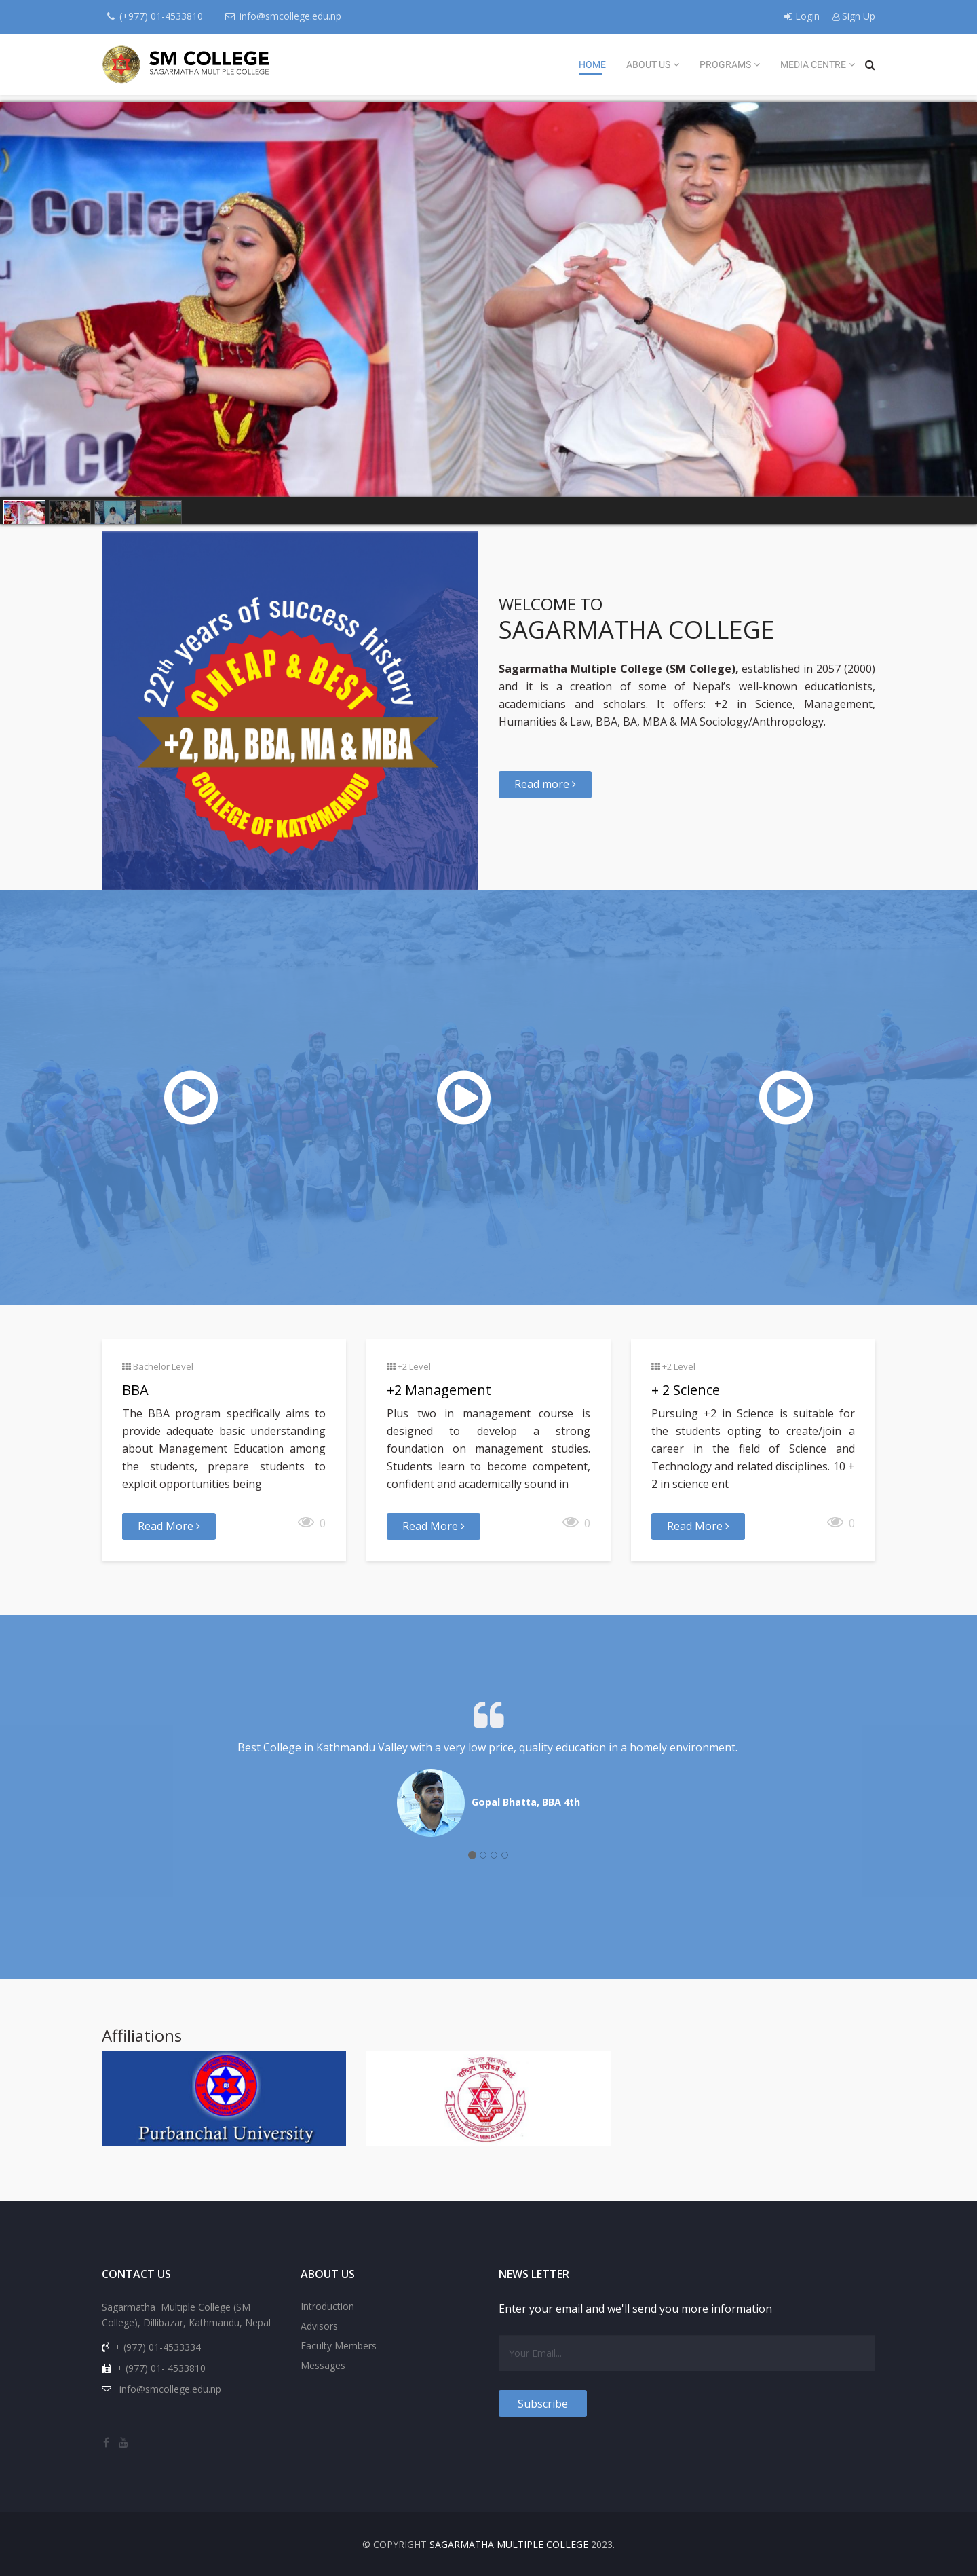 (+977) 01-4533810 info@smcollege.edu.np Login Sign Up
SM COLLEGE
SAGARMATHA MULTIPLE COLLEGE
HOME ABOUT US PROGRAMS MEDIA CENTRE
e Colleg
SM COL
22th years of success history
CHEAP & BEST
+2, BA, BBA, MA & MBA
COLLEGE OF KATHMANDU
WELCOME TO
SAGARMATHA COLLEGE
Sagarmatha Multiple College (SM College), established in 2057 (2000)
and it is a creation of some of Nepal’s well-known educationists,
academicians and scholars. It offers: +2 in Science, Management,
Humanities & Law, BBA, BA, MBA & MA Sociology/Anthropology.
Read more
Bachelor Level
BBA
The BBA program specifically aims to
provide adequate basic understanding
about Management Education among
the students, prepare students to
exploit opportunities being
Read More 0
+2 Level
+2 Management
Plus two in management course is
designed to develop a strong
foundation on management studies.
Students learn to become competent,
confident and academically sound in
Read More 0
+2 Level
+ 2 Science
Pursuing +2 in Science is suitable for
the students opting to create/join a
career in the field of Science and
Technology and related disciplines. 10 +
2 in science ent
Read More 0
Best College in Kathmandu Valley with a very low price, quality education in a homely environment.
Gopal Bhatta, BBA 4th
Affiliations
Purbanchal University
नेपाल सरकार
राष्ट्रिय परीक्षा बोर्ड
NATIONAL EXAMINATIONS BOARD
CONTACT US
Sagarmatha Multiple College (SM
College), Dillibazar, Kathmandu, Nepal
+ (977) 01-4533334
+ (977) 01- 4533810
info@smcollege.edu.np
ABOUT US
Introduction
Advisors
Faculty Members
Messages
NEWS LETTER
Enter your email and we'll send you more information
Your Email...
Subscribe
© COPYRIGHT SAGARMATHA MULTIPLE COLLEGE 2023.